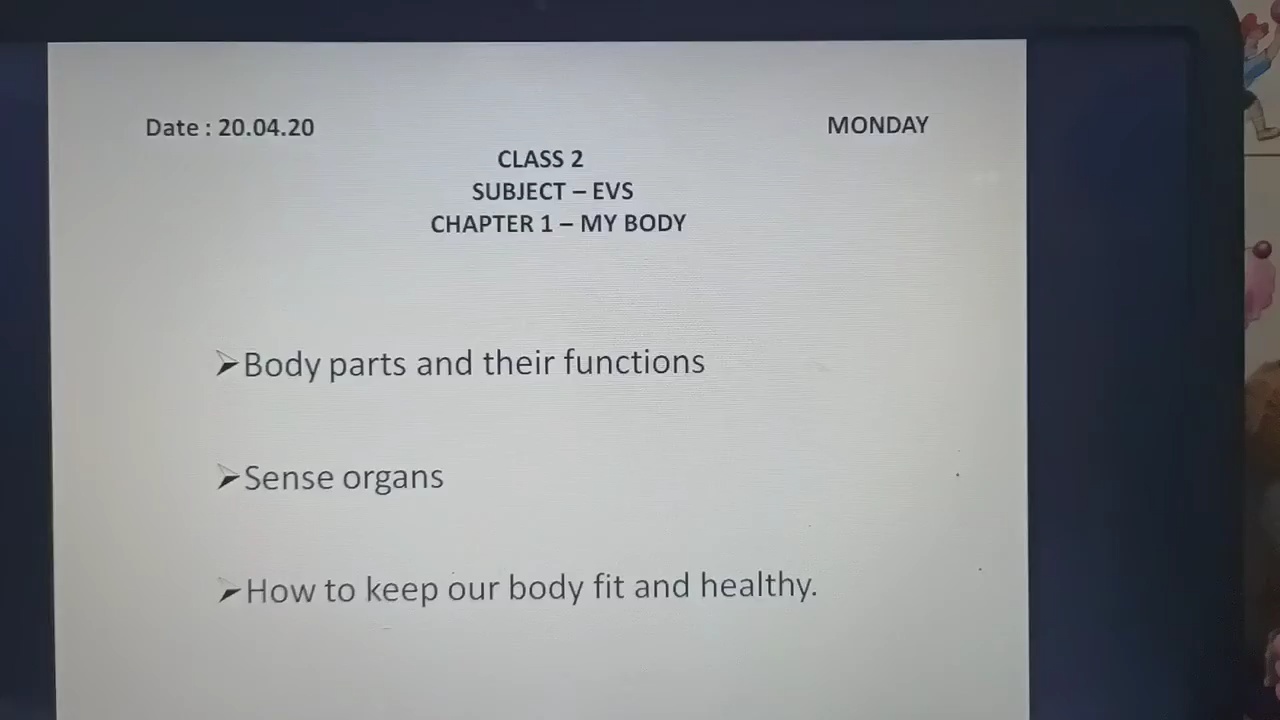 Date : 20.04.20 MONDAY
CLASS 2
SUBJECT – EVS
CHAPTER 1 – MY BODY
➢Body parts and their functions
➢Sense organs
➢How to keep our body fit and healthy.